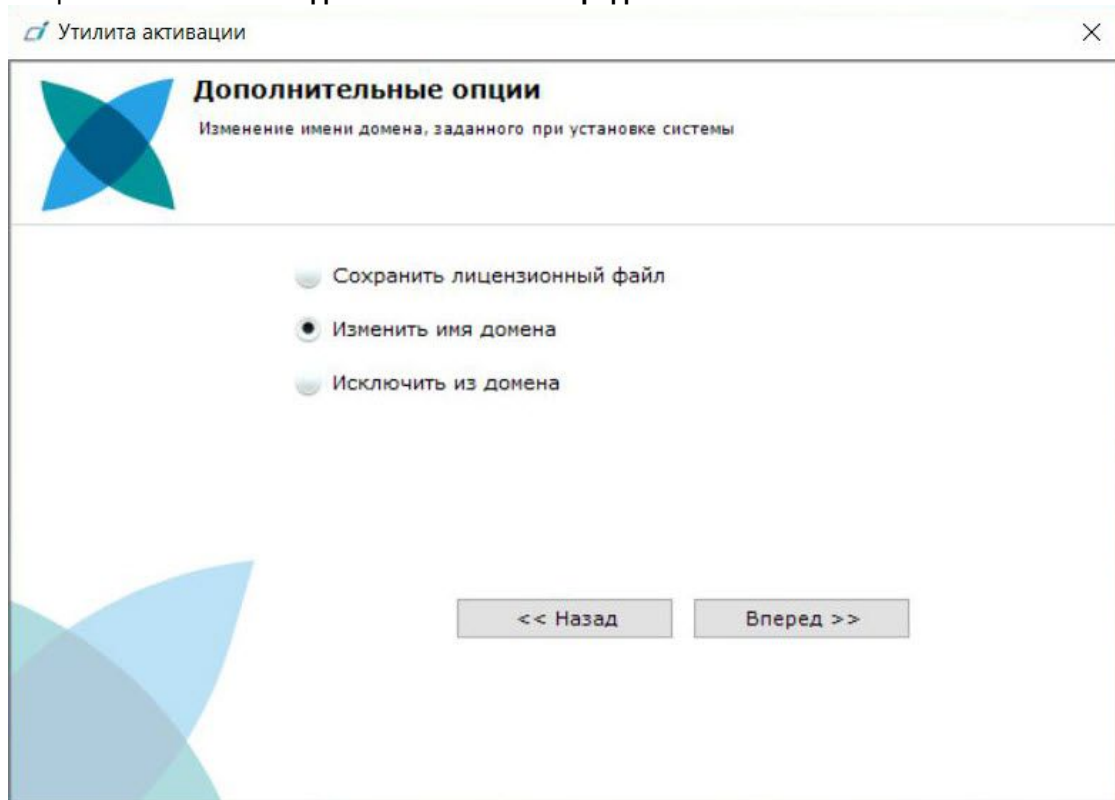 Утилита активации
Дополнительные опции
Изменение имени домена, заданного при установке системы
Сохранить лицензионный файл
Изменить имя домена
Исключить из домена
<< Назад
Вперед >>